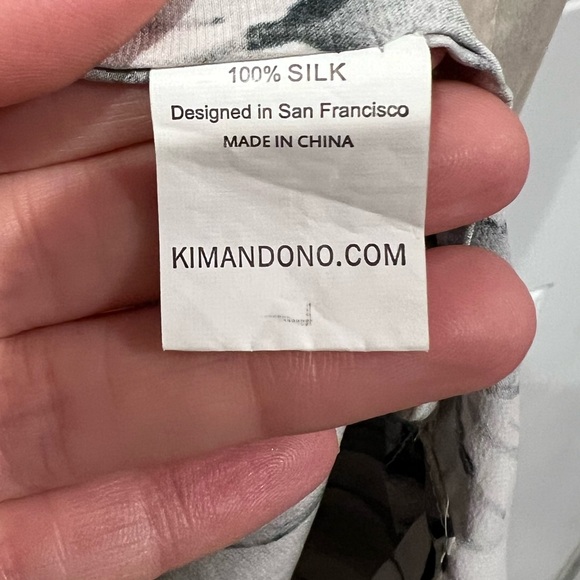 100% SILK
Designed in San Francisco
MADE IN CHINA
KIMANDONO.COM